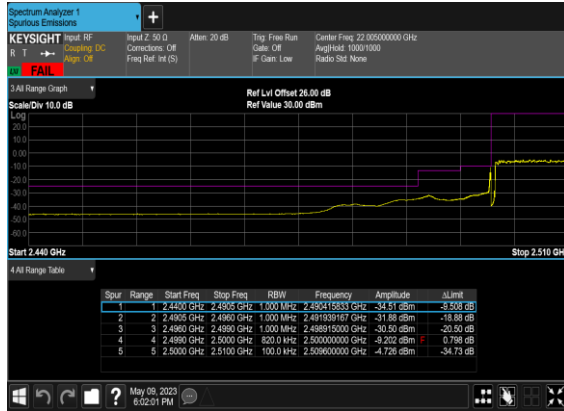 Spectrum Analyzer 1
Spurious Emissions
+
KEYSIGHT Input: RF Input Z: 50 Ω Atten: 20 dB Trig: Free Run Center Freq: 22.005000000 GHz
R T Coupling: DC Corrections: Off Gate: Off Avg|Hold: 1000/1000
Align: Off Freq Ref: Int (S) IF Gain: Low Radio Std: None
FAIL
3 All Range Graph
Ref Lvl Offset 26.00 dB
Scale/Div 10.0 dB Ref Value 30.00 dBm
Log
20.0
10.0
0.00
-10.0
-20.0
-30.0
-40.0
-50.0
-60.0
Start 2.440 GHz Stop 2.510 GH
4 All Range Table
Spur Range Start Freq Stop Freq RBW Frequency Amplitude ΔLimit
1 1 2.4400 GHz 2.4905 GHz 1.000 MHz 2.490415833 GHz -34.51 dBm -9.508 dB
2 2 2.4905 GHz 2.4960 GHz 1.000 MHz 2.491939167 GHz -31.88 dBm -18.88 dB
3 3 2.4960 GHz 2.4990 GHz 1.000 MHz 2.498915000 GHz -30.50 dBm -20.50 dB
4 4 2.4990 GHz 2.5000 GHz 820.0 kHz 2.500000000 GHz -9.202 dBm F 0.798 dB
5 5 2.5000 GHz 2.5100 GHz 100.0 kHz 2.509600000 GHz -4.726 dBm -34.73 dB
? May 09, 2023
6:02:01 PM